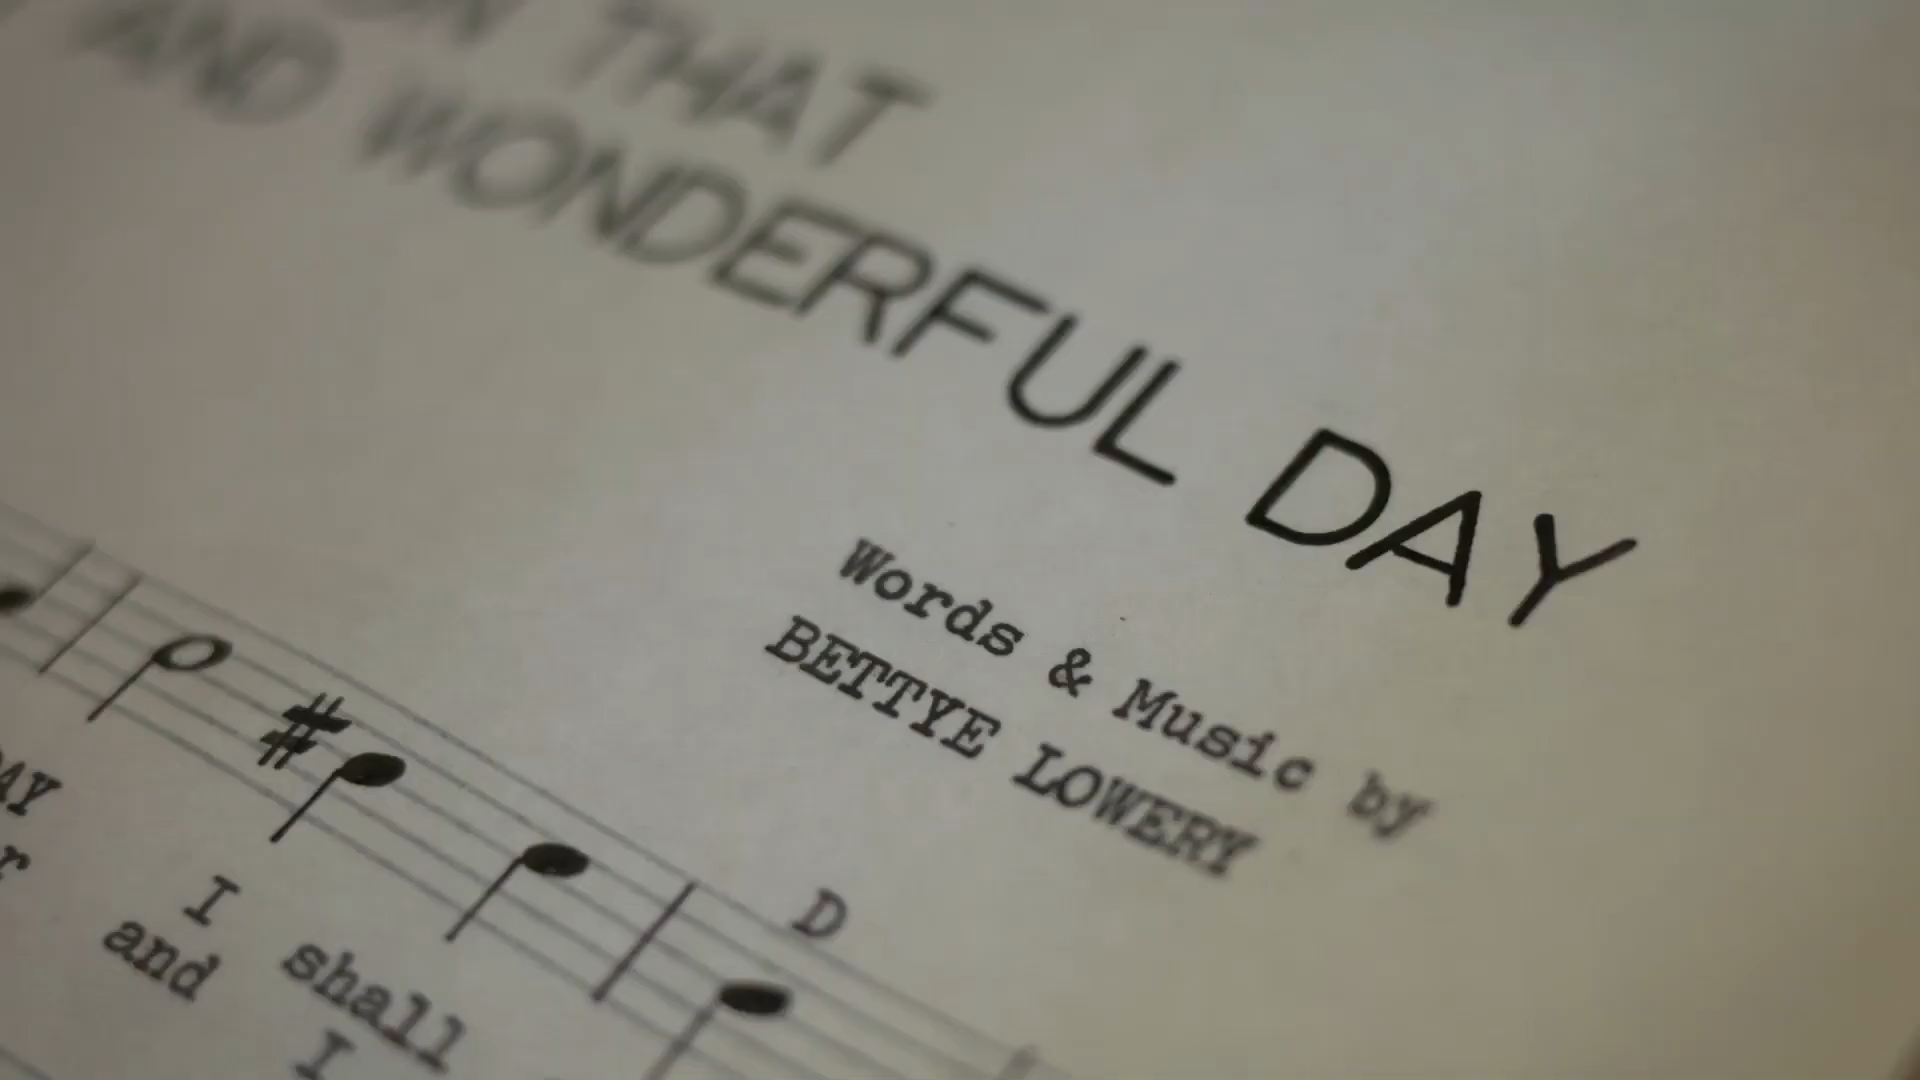 THAT
AND WONDERFUL DAY
Words & Music by
BETTYE LOWERY
D
I shall
and I